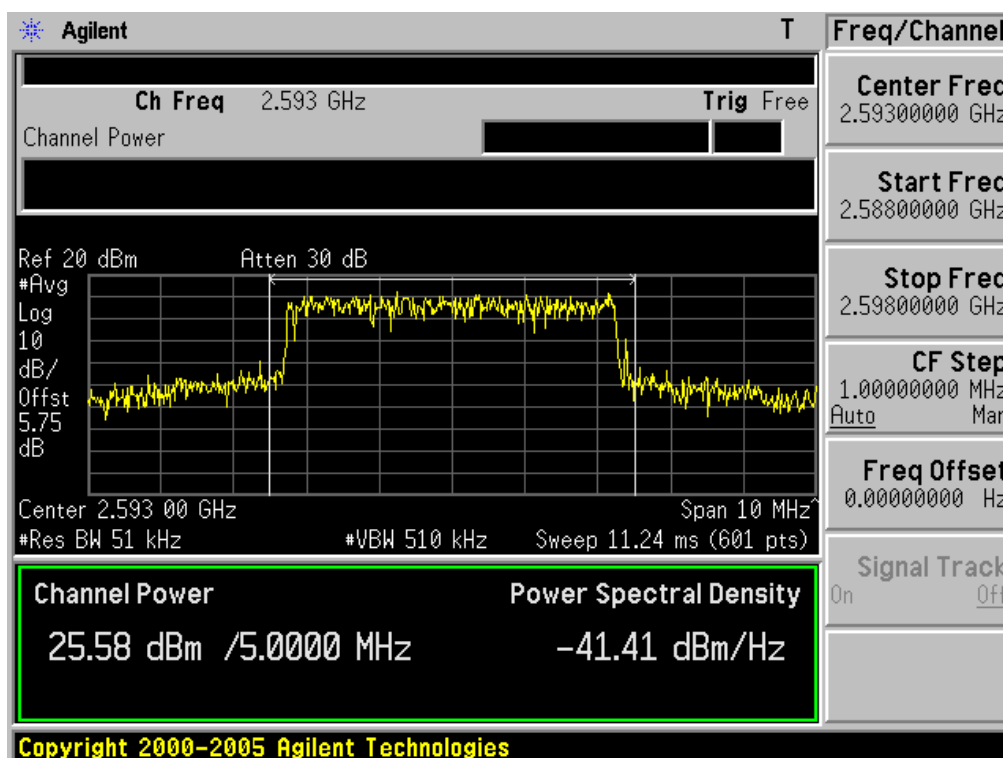 Agilent T
Freq/Channel
Ch Freq 2.593 GHz Trig Free
Channel Power
Center Freq
2.59300000 GHz
Start Freq
2.58800000 GHz
Stop Freq
2.59800000 GHz
CF Step
1.00000000 MHz
Auto Man
Freq Offset
0.00000000 Hz
Signal Track
On Off
Ref 20 dBm Atten 30 dB
#Avg
Log
10
dB/
Offst
5.75
dB
Center 2.593 00 GHz Span 10 MHz^
#Res BW 51 kHz #VBW 510 kHz Sweep 11.24 ms (601 pts)
Channel Power Power Spectral Density
25.58 dBm /5.0000 MHz -41.41 dBm/Hz
Copyright 2000-2005 Agilent Technologies